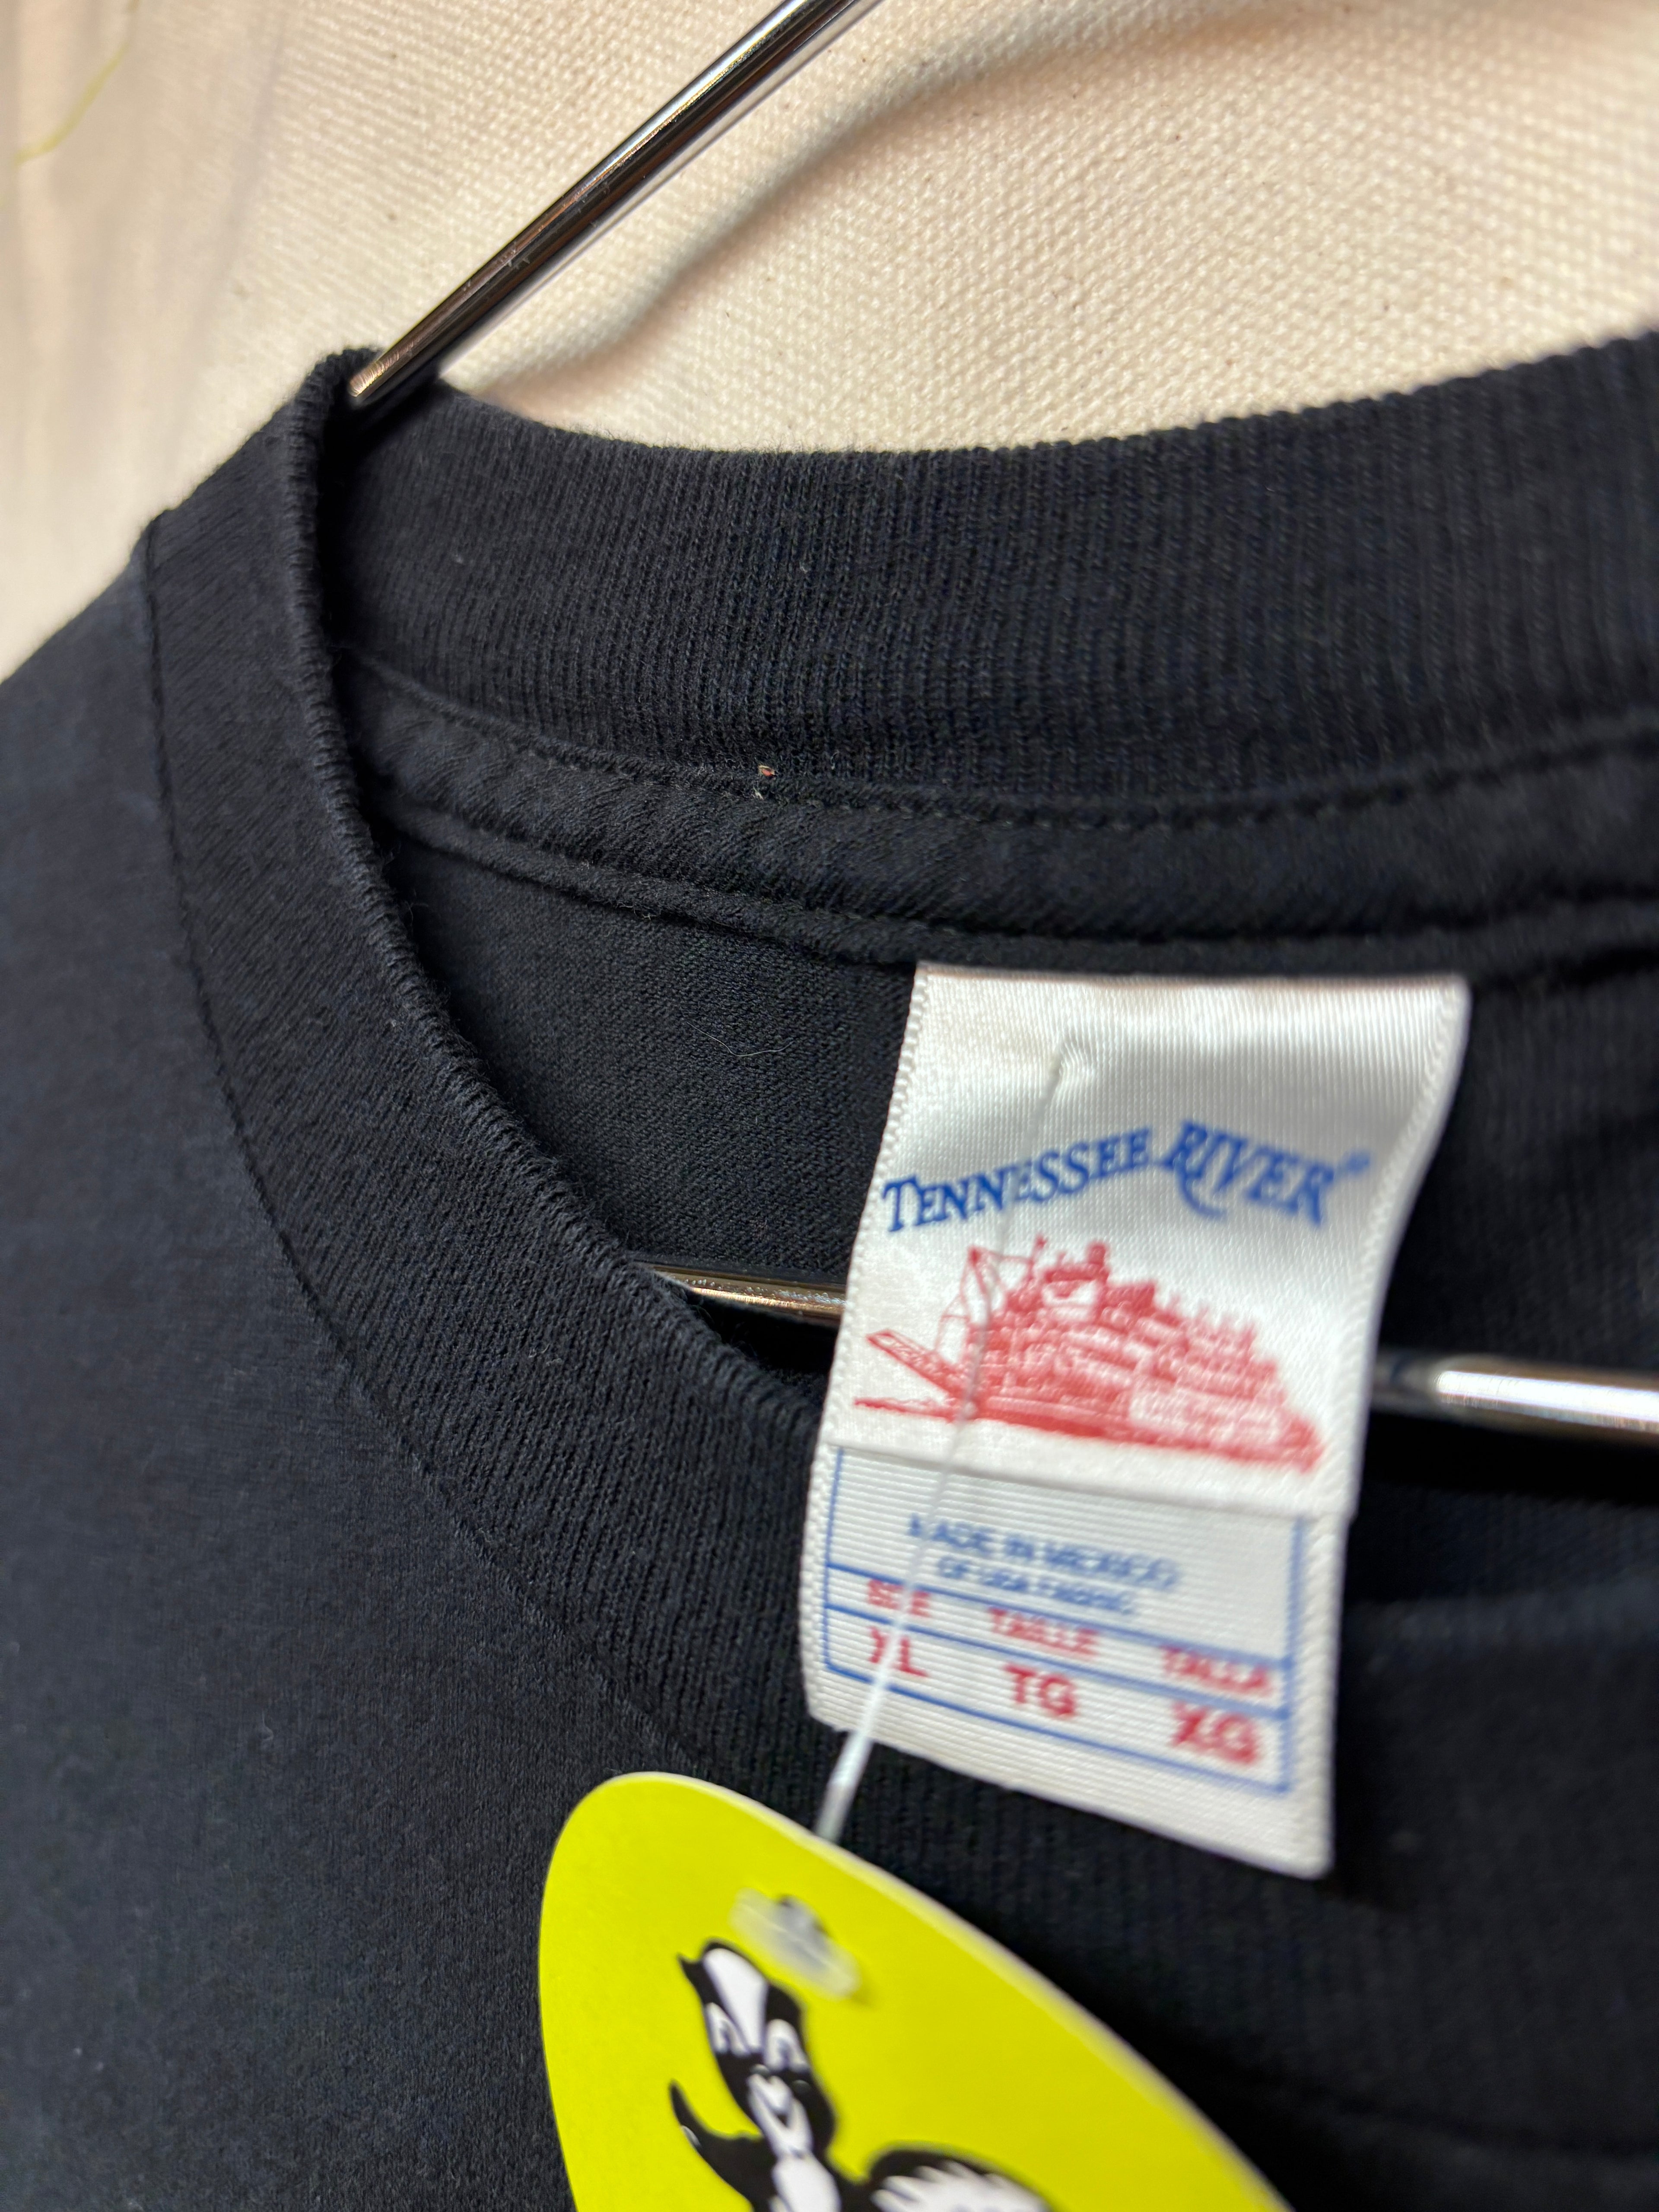 TENNESSEE RIVER®
MADE IN MEXICO
OF USA FABRIC
SIZE TAILLE TALLA
XL TG XG